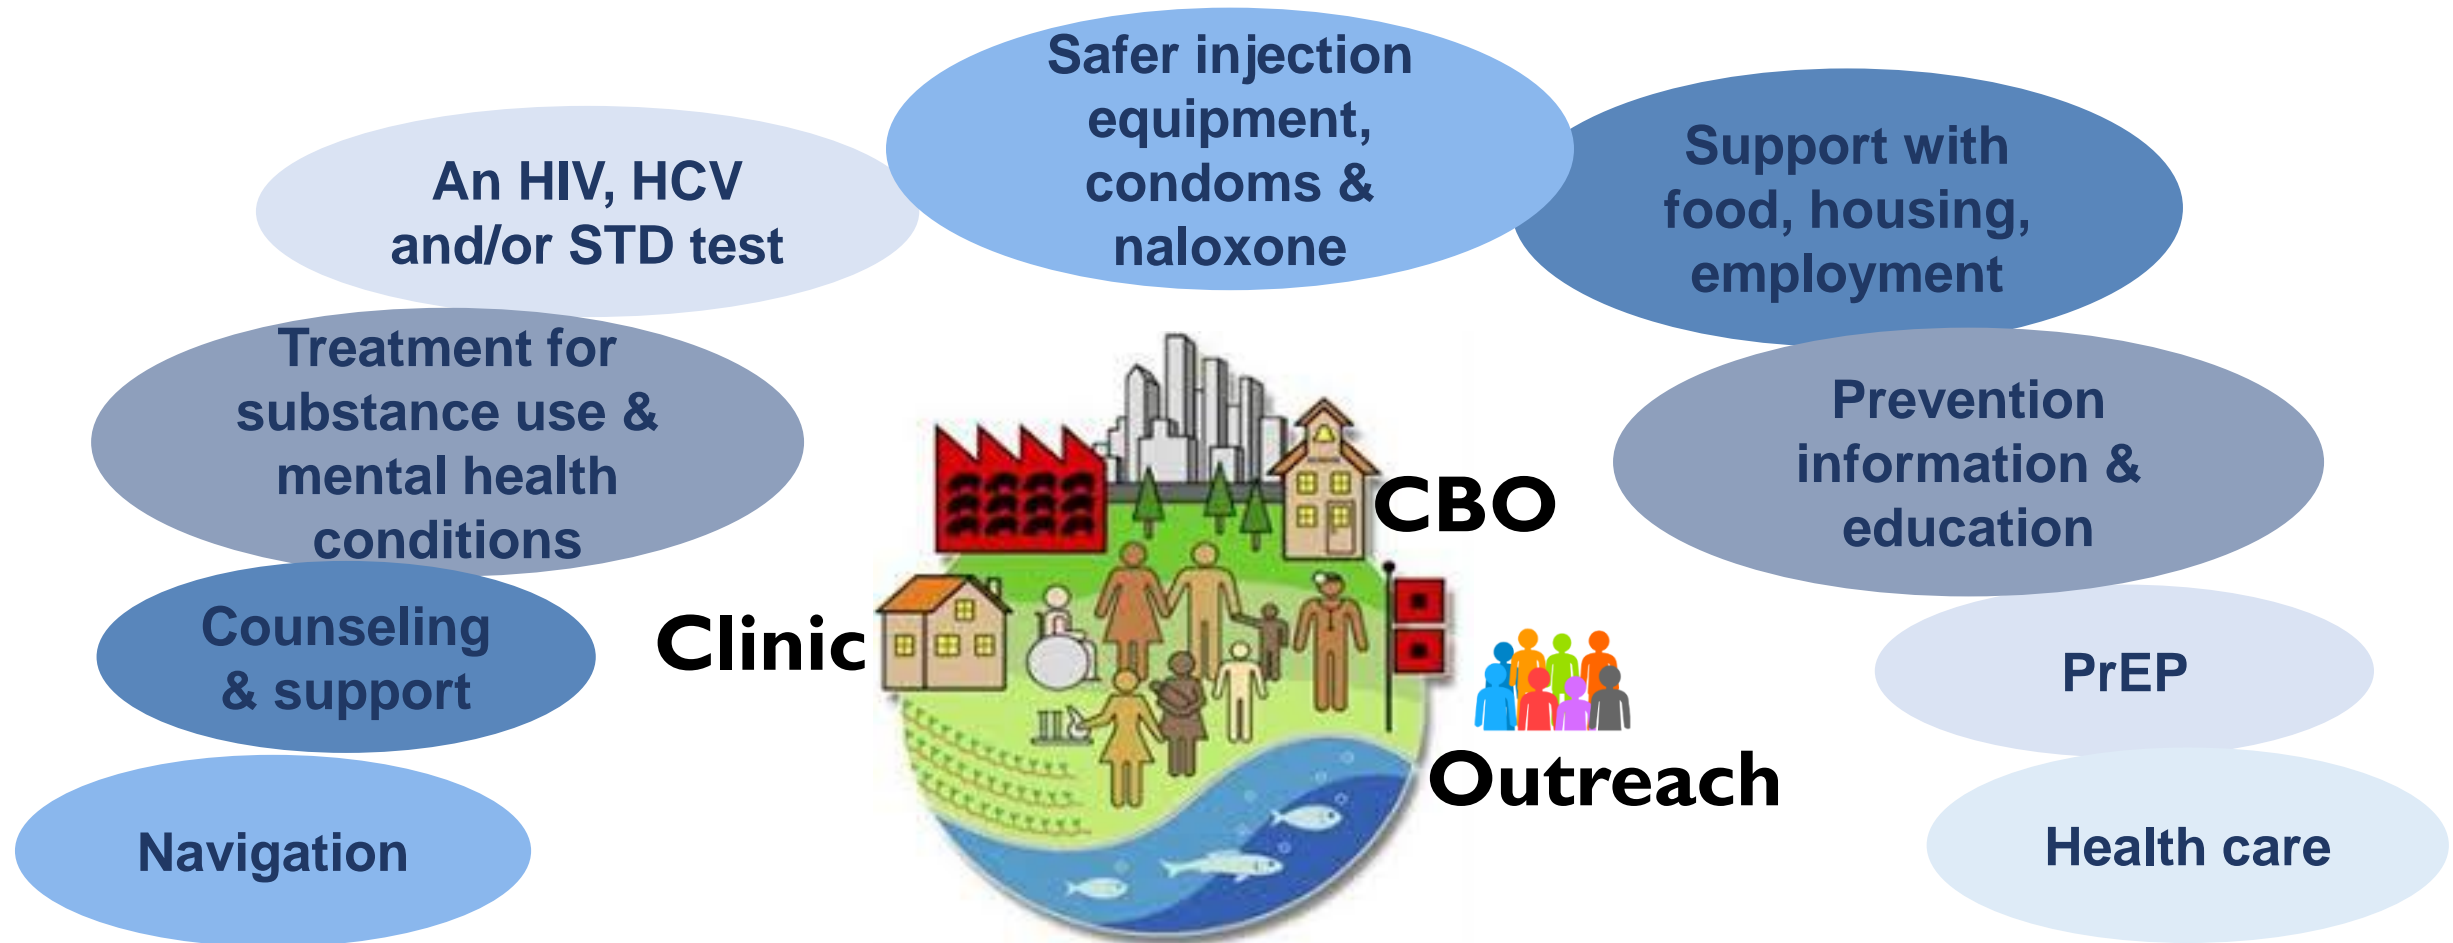 Safer injection
equipment,
condoms &
naloxone
An HIV, HCV
and/or STD test
Support with
food, housing,
employment
Treatment for
substance use &
mental health
conditions
Prevention
information &
education
CBO
Counseling
& support
Clinic
PrEP
Outreach
Navigation
Health care